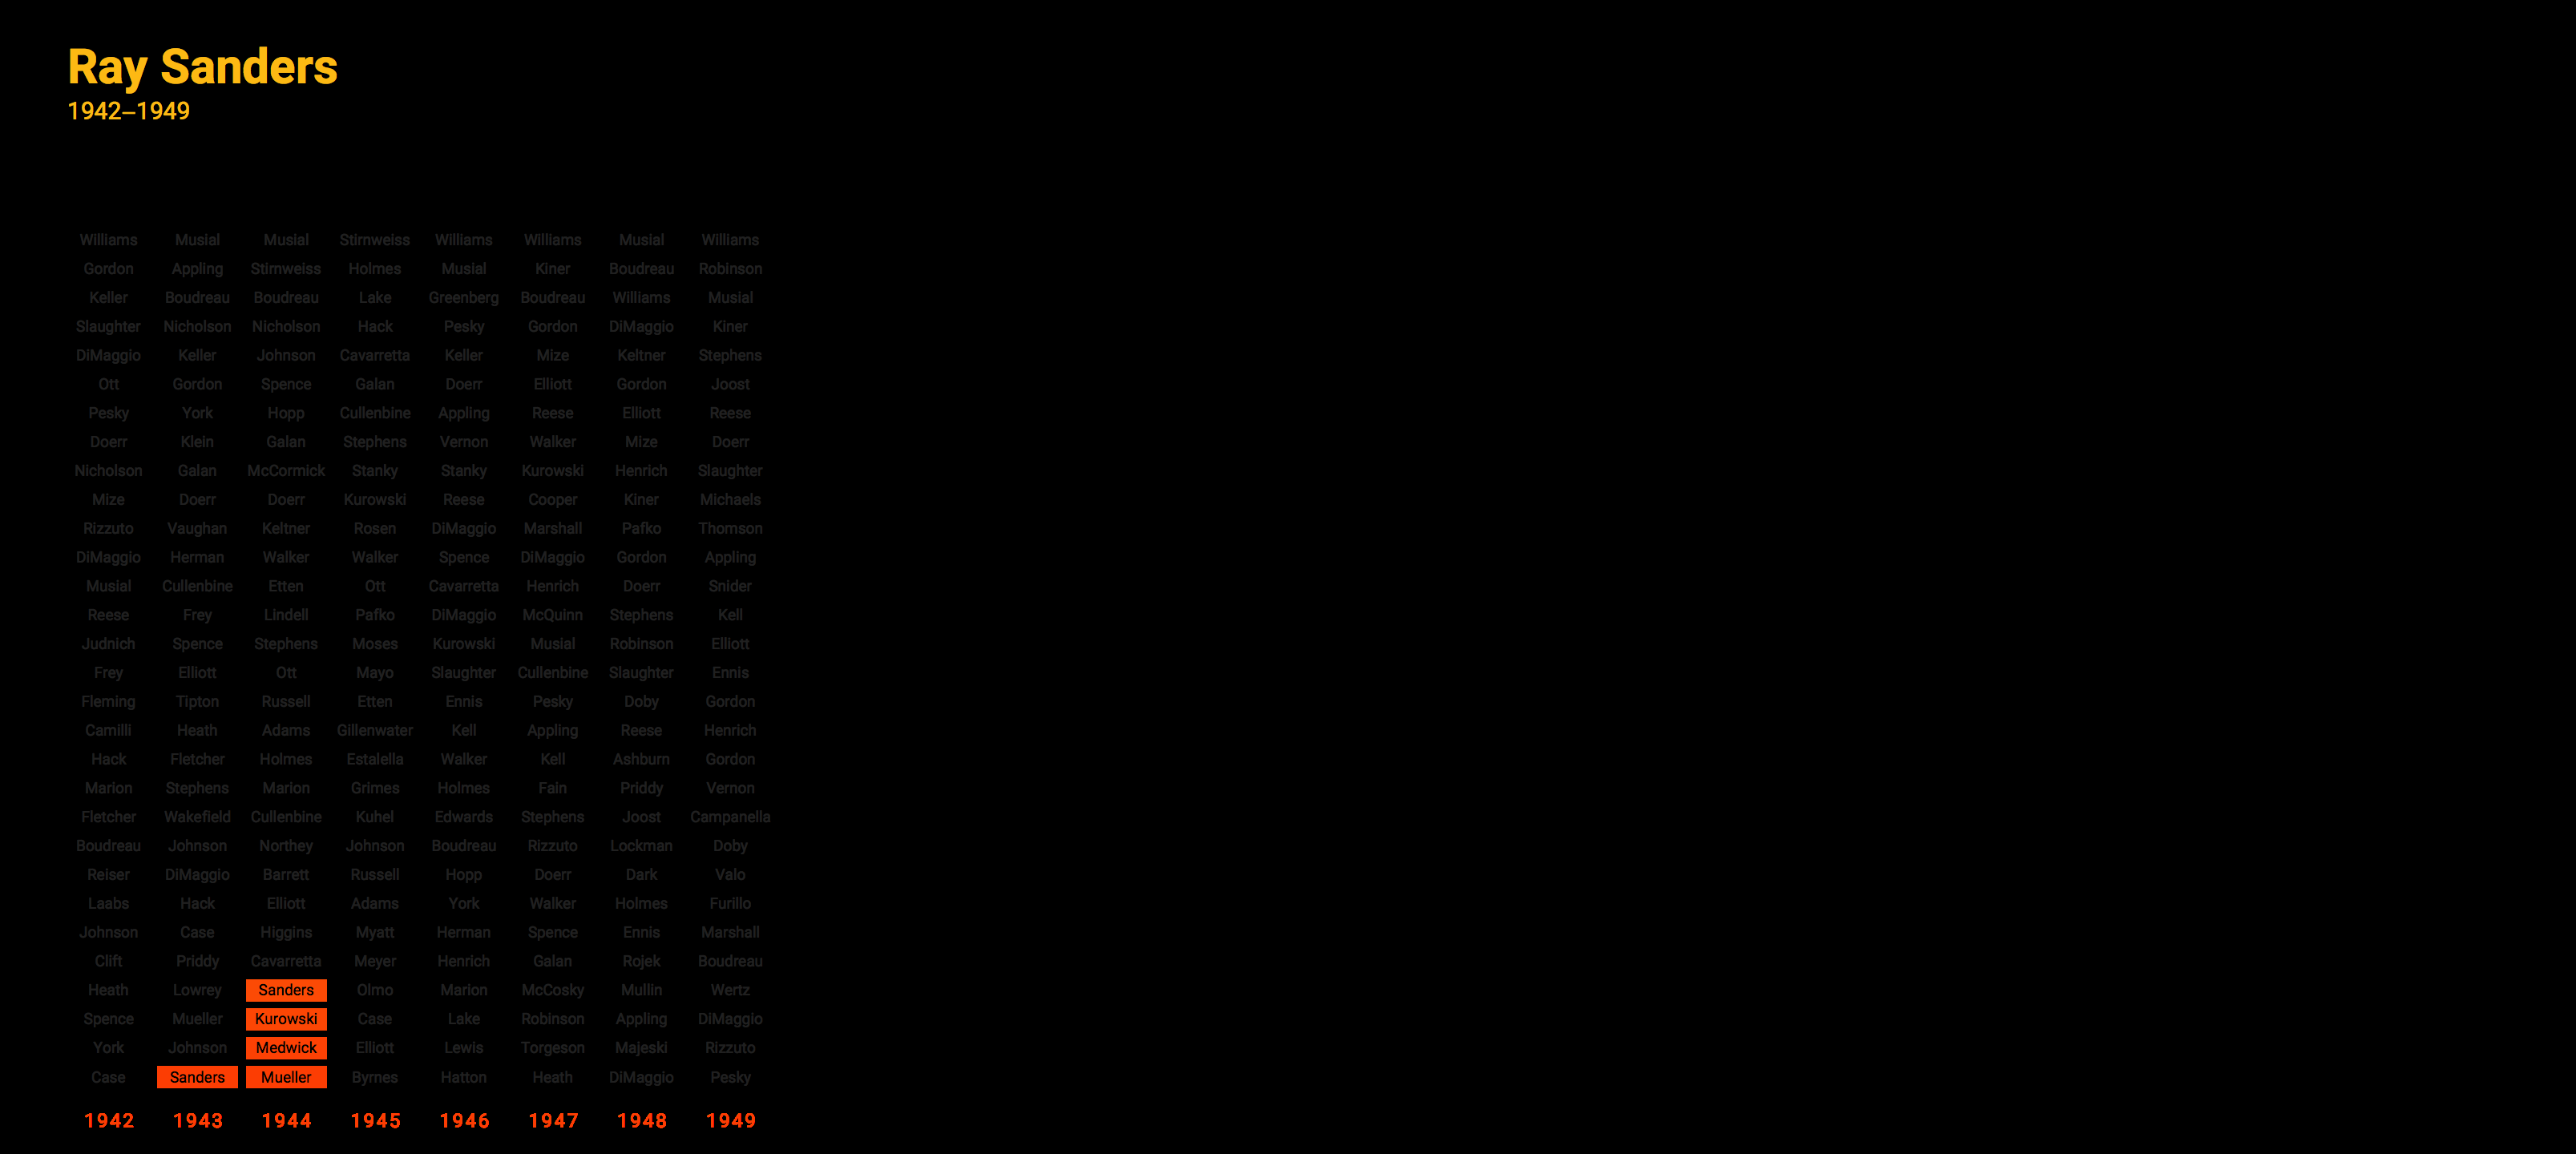 Ray Sanders
1942–1949
Williams Musial Musial Stirnweiss Williams Williams Musial Williams
Gordon Appling Stirnweiss Holmes Musial Kiner Boudreau Robinson
Keller Boudreau Boudreau Lake Greenberg Boudreau Williams Musial
Slaughter Nicholson Nicholson Hack Pesky Gordon DiMaggio Kiner
DiMaggio Keller Johnson Cavarretta Keller Mize Keltner Stephens
Ott Gordon Spence Galan Doerr Elliott Gordon Joost
Pesky York Hopp Cullenbine Appling Reese Elliott Reese
Doerr Klein Galan Stephens Vernon Walker Mize Doerr
Nicholson Galan McCormick Stanky Stanky Kurowski Henrich Slaughter
Mize Doerr Doerr Kurowski Reese Cooper Kiner Michaels
Rizzuto Vaughan Keltner Rosen DiMaggio Marshall Pafko Thomson
DiMaggio Herman Walker Walker Spence DiMaggio Gordon Appling
Musial Cullenbine Etten Ott Cavarretta Henrich Doerr Snider
Reese Frey Lindell Pafko DiMaggio McQuinn Stephens Kell
Judnich Spence Stephens Moses Kurowski Musial Robinson Elliott
Frey Elliott Ott Mayo Slaughter Cullenbine Slaughter Ennis
Fleming Tipton Russell Etten Ennis Pesky Doby Gordon
Camilli Heath Adams Gillenwater Kell Appling Reese Henrich
Hack Fletcher Holmes Estalella Walker Kell Ashburn Gordon
Marion Stephens Marion Grimes Holmes Fain Priddy Vernon
Fletcher Wakefield Cullenbine Kuhel Edwards Stephens Joost Campanella
Boudreau Johnson Northey Johnson Boudreau Rizzuto Lockman Doby
Reiser DiMaggio Barrett Russell Hopp Doerr Dark Valo
Laabs Hack Elliott Adams York Walker Holmes Furillo
Johnson Case Higgins Myatt Herman Spence Ennis Marshall
Clift Priddy Cavarretta Meyer Henrich Galan Rojek Boudreau
Heath Lowrey Sanders Olmo Marion McCosky Mullin Wertz
Spence Mueller Kurowski Case Lake Robinson Appling DiMaggio
York Johnson Medwick Elliott Lewis Torgeson Majeski Rizzuto
Case Sanders Mueller Byrnes Hatton Heath DiMaggio Pesky
1942 1943 1944 1945 1946 1947 1948 1949